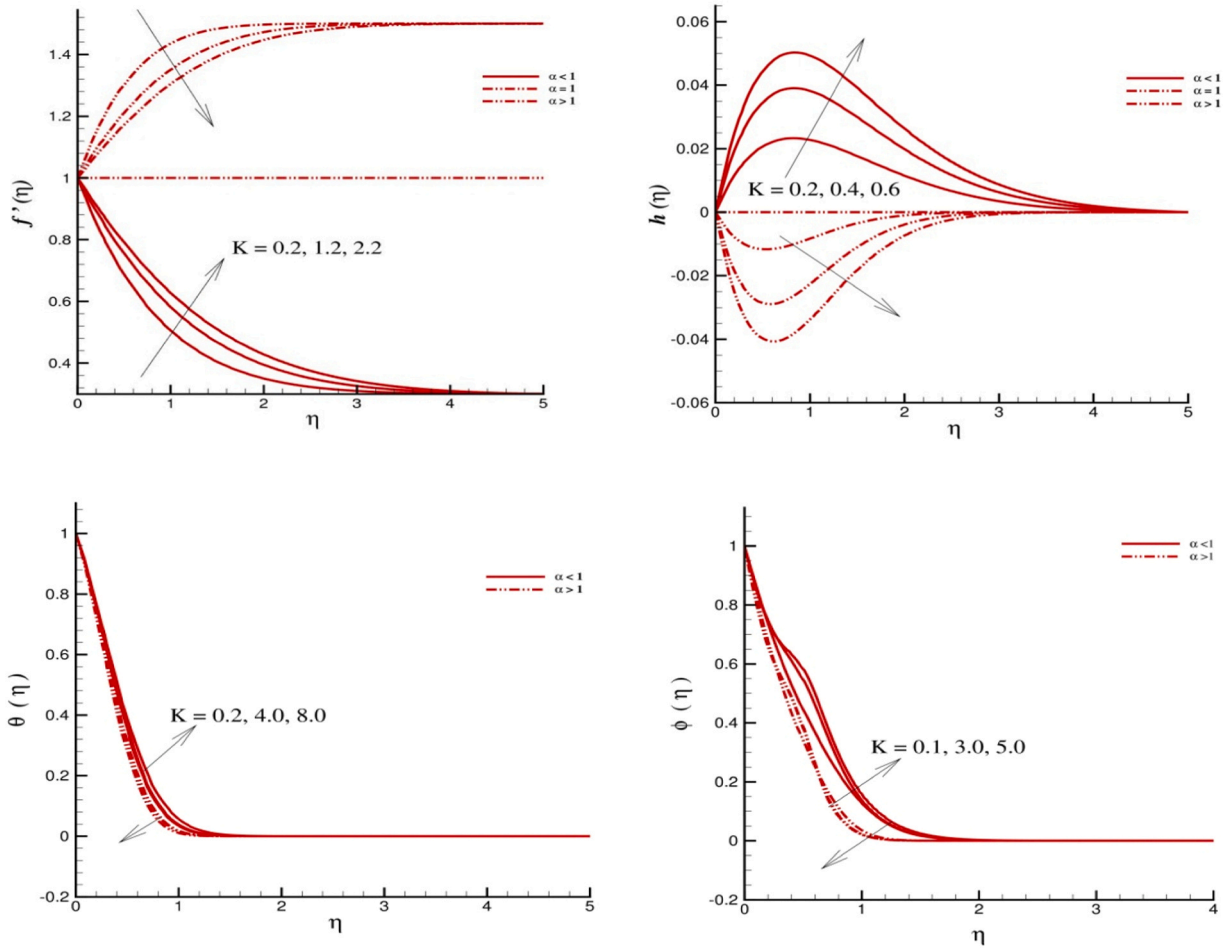 1.4
1.2
1
0.8
0.6
0.4
f'(η)
α < 1
α = 1
α > 1
K = 0.2, 1.2, 2.2
0 1 2 3 4 5
η
0.06
0.04
0.02
0
-0.02
-0.04
-0.06
h (η)
α < 1
α = 1
α > 1
K = 0.2, 0.4, 0.6
0 1 2 3 4 5
η
1
0.8
0.6
0.4
0.2
0
-0.2
θ (η)
α < 1
α > 1
K = 0.2, 4.0, 8.0
0 1 2 3 4 5
η
1
0.8
0.6
0.4
0.2
0
-0.2
ϕ (η)
α < 1
α > 1
K = 0.1, 3.0, 5.0
0 1 2 3 4
η